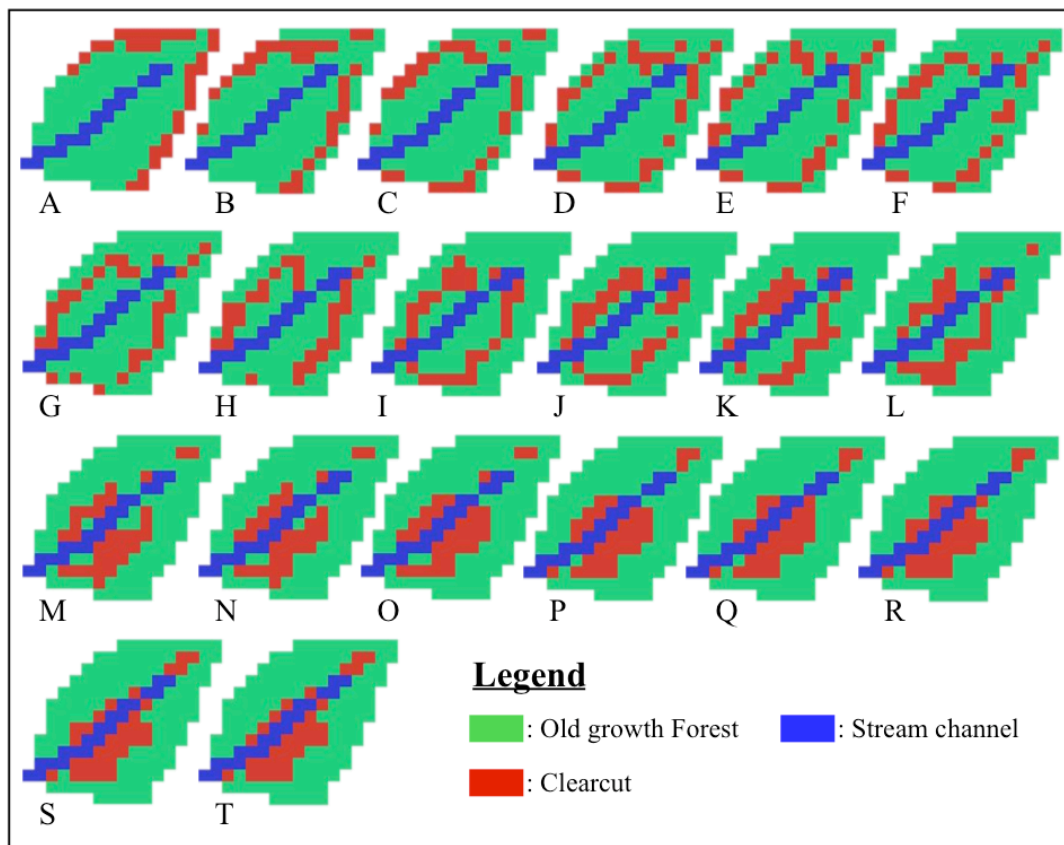 A B C D E F
G H I J K L
M N O P Q R
Legend
: Old growth Forest : Stream channel
: Clearcut
S T